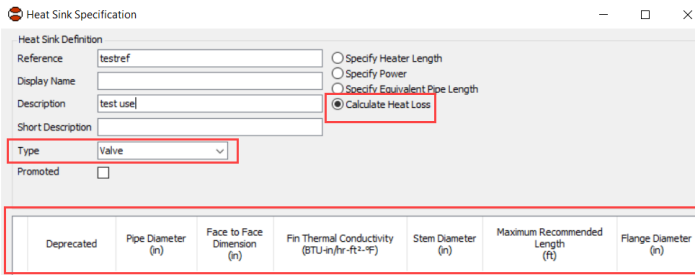 Heat Sink Specification
Heat Sink Definition
Reference testref
Specify Heater Length
Display Name
Specify Power
Specify Equivalent Pipe Length
Description test use
Calculate Heat Loss
Short Description
Type Valve
Promoted
Deprecated
Pipe Diameter
(in)
Face to Face
Dimension
(in)
Fin Thermal Conductivity
(BTU-in/hr-ft²-ºF)
Stem Diameter
(in)
Maximum Recommended
Length
(ft)
Flange Diameter
(in)